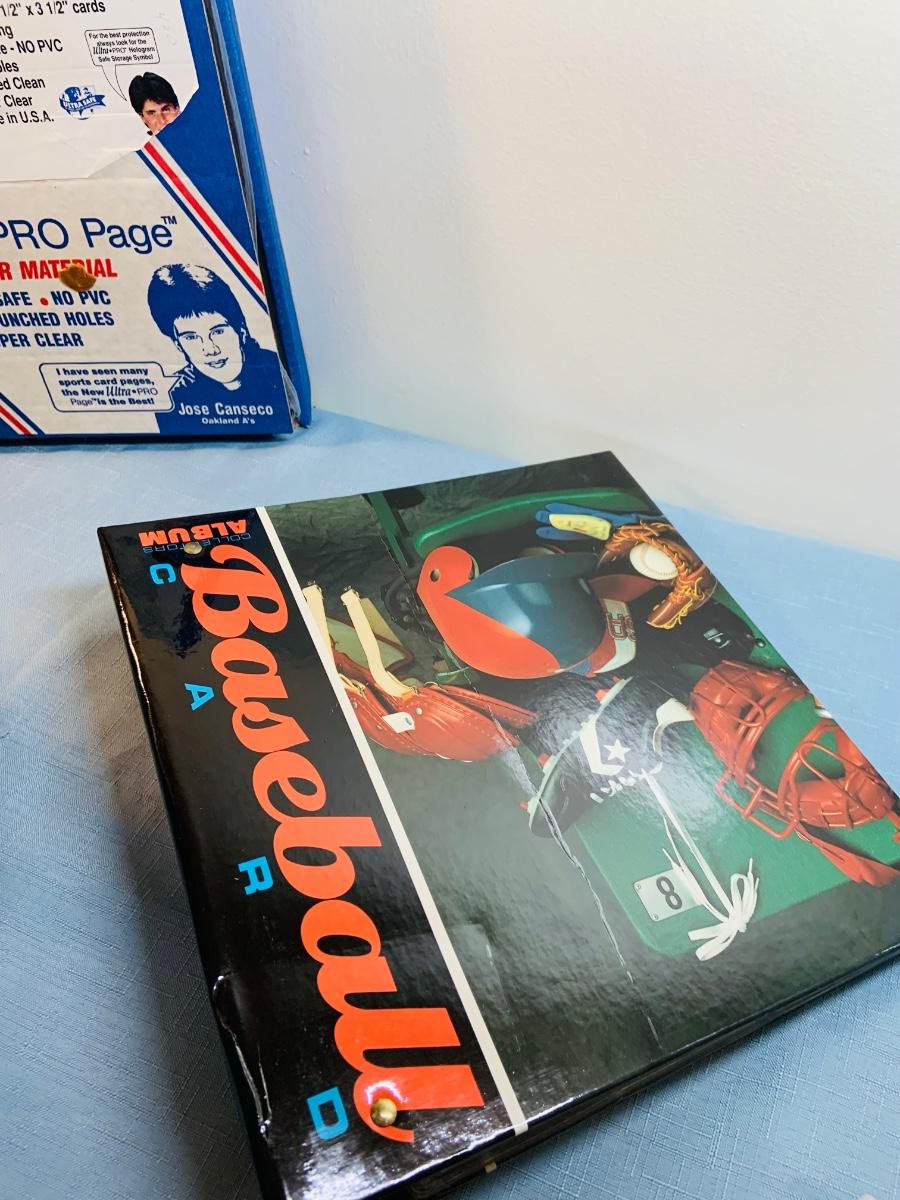 1/2" x 3 1/2" cards
ng
e - NO PVC
oles
ed Clean
Clear
e in U.S.A.
For the best protection
always look for the
Ultra•PRO® Hologram
Safe Storage Symbol
ULTRA SAFE
PRO Page™
R MATERIAL
SAFE • NO PVC
UNCHED HOLES
PER CLEAR
I have seen many
sports card pages,
the New Ultra•PRO
Page™ is the Best!
Jose Canseco
Oakland A's
Baseball
CARD
COLLECTORS
ALBUM
8